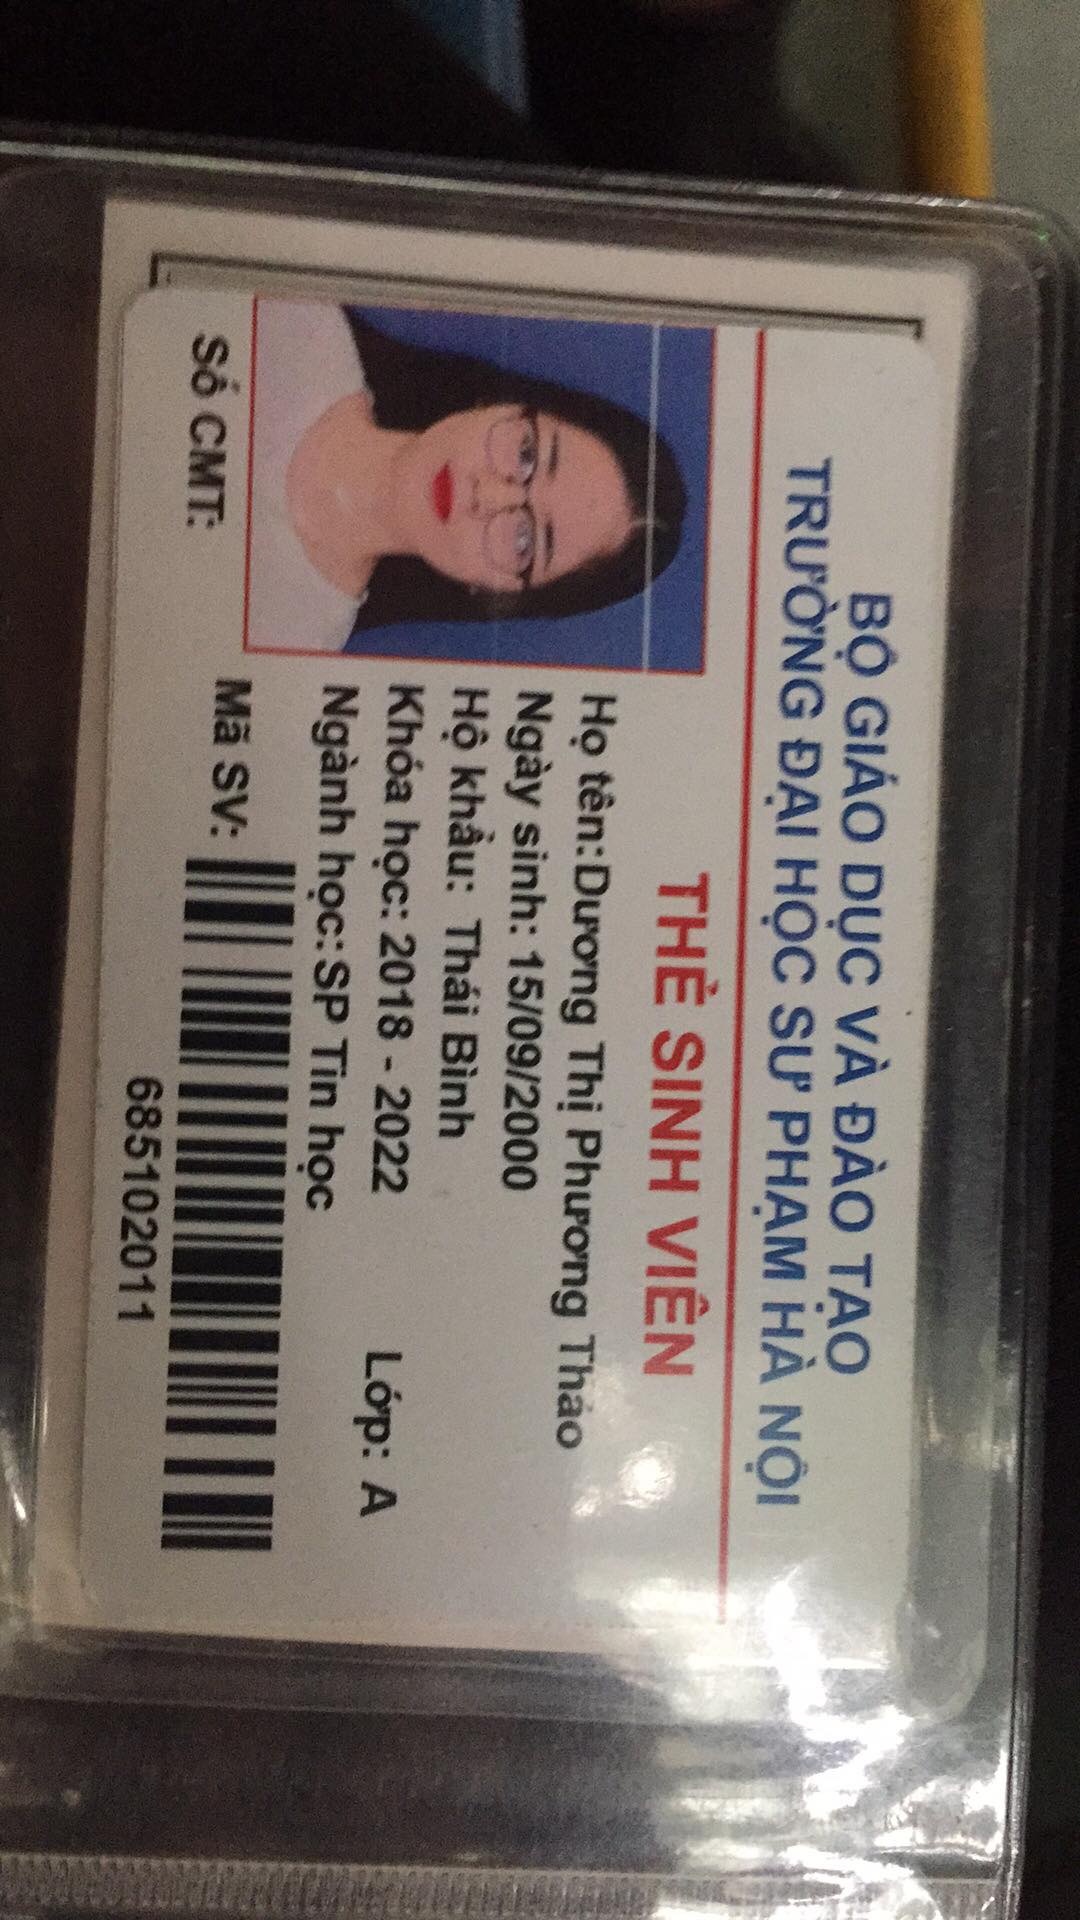 BỘ GIÁO DỤC VÀ ĐÀO TẠO
TRƯỜNG ĐẠI HỌC SƯ PHẠM HÀ NỘI
THẺ SINH VIÊN
Họ tên: Dương Thị Phương Thảo
Ngày sinh: 15/09/2000
Hộ khẩu: Thái Bình
Khóa học: 2018 - 2022 Lớp: A
Ngành học: SP Tin học
Số CMT:
Mã SV:
685102011